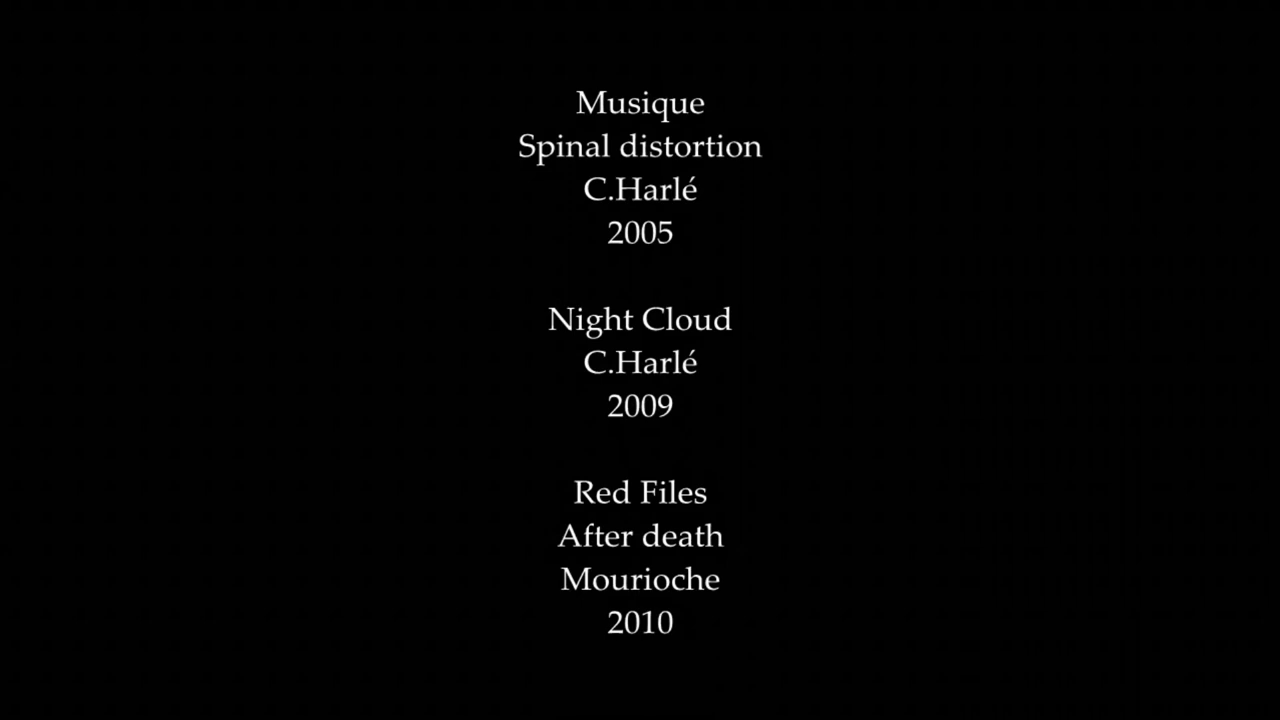 Musique
Spinal distortion
C.Harlé
2005
Night Cloud
C.Harlé
2009
Red Files
After death
Mourioche
2010